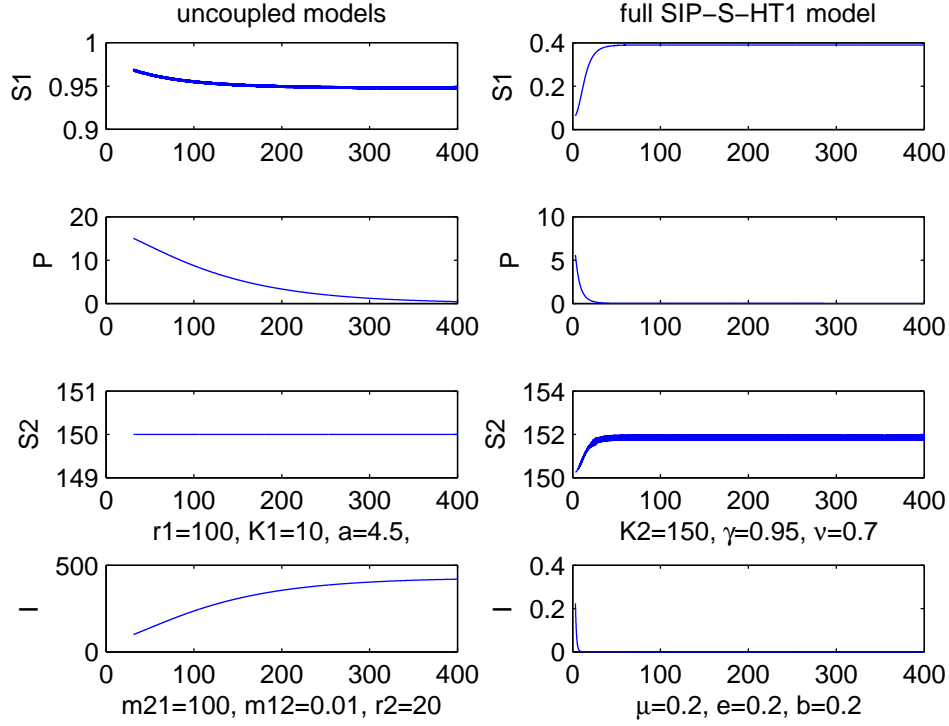 uncoupled models
full SIP−S−HT1 model
1
0.95
0.9
S1
0 100 200 300 400
0.4
0.2
0
S1
0 100 200 300 400
20
10
0
P
0 100 200 300 400
10
5
0
P
0 100 200 300 400
151
150
149
S2
0 100 200 300 400
r1=100, K1=10, a=4.5,
154
152
150
S2
0 100 200 300 400
K2=150, γ=0.95, ν=0.7
500
0
I
0 100 200 300 400
m21=100, m12=0.01, r2=20
0.4
0.2
0
I
0 100 200 300 400
μ=0.2, e=0.2, b=0.2